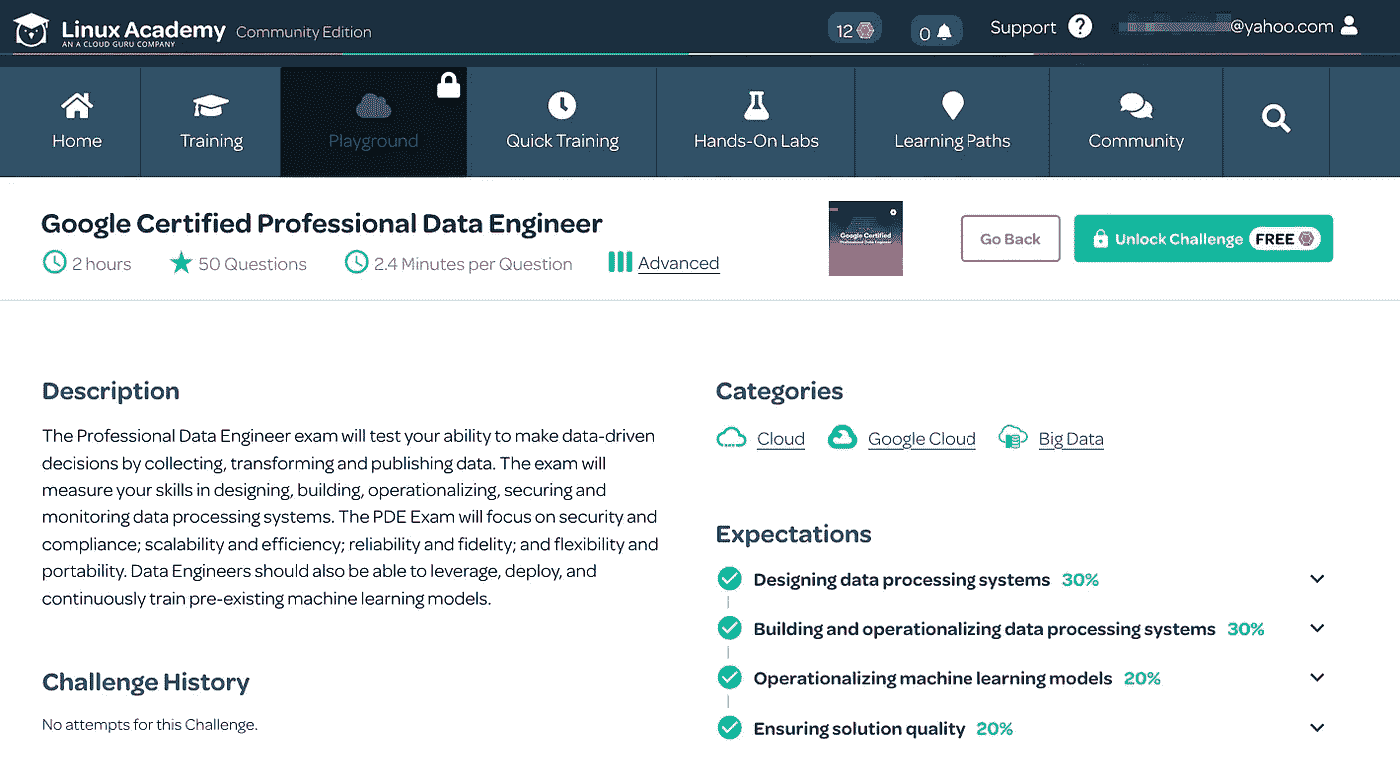 Linux Academy Community Edition
AN A CLOUD GURU COMPANY
12
0
Support ?
@yahoo.com
Home
Training
Playground
Quick Training
Hands-On Labs
Learning Paths
Community
Google Certified Professional Data Engineer
2 hours
50 Questions
2.4 Minutes per Question
Advanced
Google Certified
Professional Data Engineer
Go Back
Unlock Challenge FREE
Description
The Professional Data Engineer exam will test your ability to make data-driven
decisions by collecting, transforming and publishing data. The exam will
measure your skills in designing, building, operationalizing, securing and
monitoring data processing systems. The PDE Exam will focus on security and
compliance; scalability and efficiency; reliability and fidelity; and flexibility and
portability. Data Engineers should also be able to leverage, deploy, and
continuously train pre-existing machine learning models.
Challenge History
No attempts for this Challenge.
Categories
Cloud
Google Cloud
Big Data
Expectations
Designing data processing systems 30%
Building and operationalizing data processing systems 30%
Operationalizing machine learning models 20%
Ensuring solution quality 20%